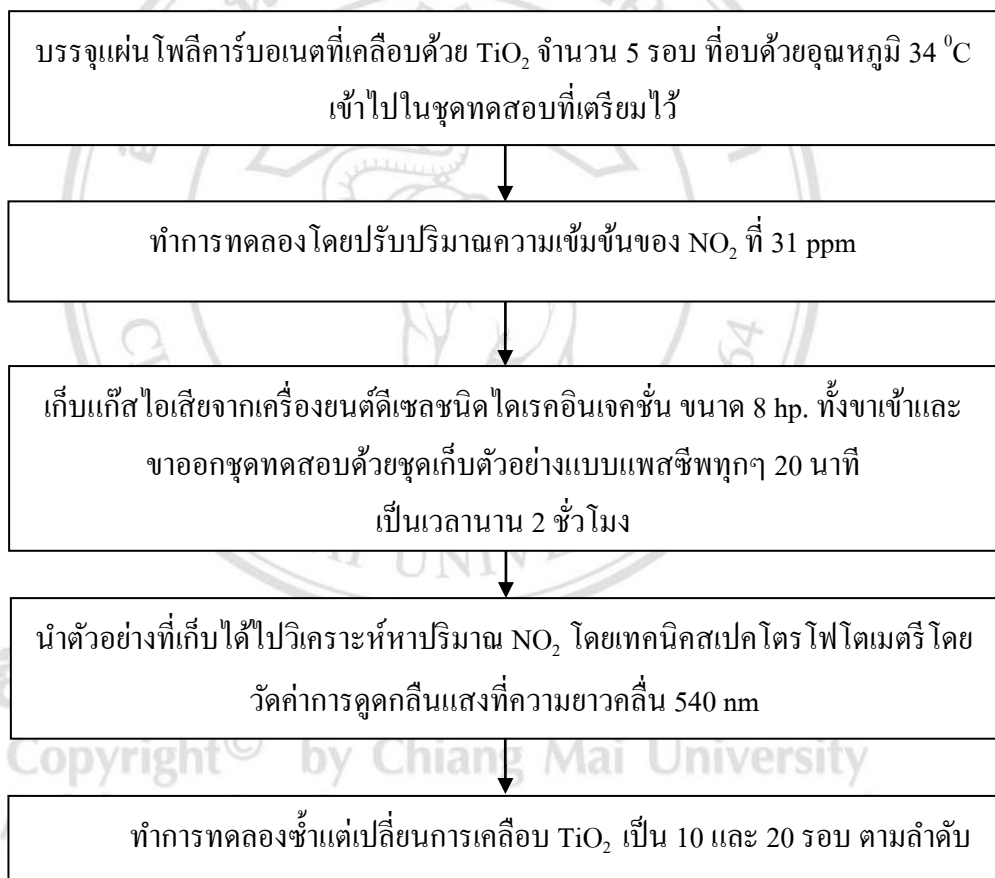 บรรจุแผ่นโพลีคาร์บอเนตที่เคลือบด้วย TiO₂ จำนวน 5 รอบ ที่อบด้วยอุณหภูมิ 34 ⁰C
เข้าไปในชุดทดสอบที่เตรียมไว้
ทำการทดลองโดยปรับปริมาณความเข้มข้นของ NO₂ ที่ 31 ppm
เก็บแก๊สไอเสียจากเครื่องยนต์ดีเซลชนิดไดเรคอินเจคชั่น ขนาด 8 hp. ทั้งขาเข้าและ
ขาออกชุดทดสอบด้วยชุดเก็บตัวอย่างแบบแพสซีพทุกๆ 20 นาที
เป็นเวลานาน 2 ชั่วโมง
UNIV
นำตัวอย่างที่เก็บได้ไปวิเคราะห์หาปริมาณ NO₂ โดยเทคนิคสเปคโตรโฟโตเมตรีโดย
วัดค่าการดูดกลืนแสงที่ความยาวคลื่น 540 nm
Copyright© by Chiang Mai University
ทำการทดลองซ้ำแต่เปลี่ยนการเคลือบ TiO₂ เป็น 10 และ 20 รอบ ตามลำดับ